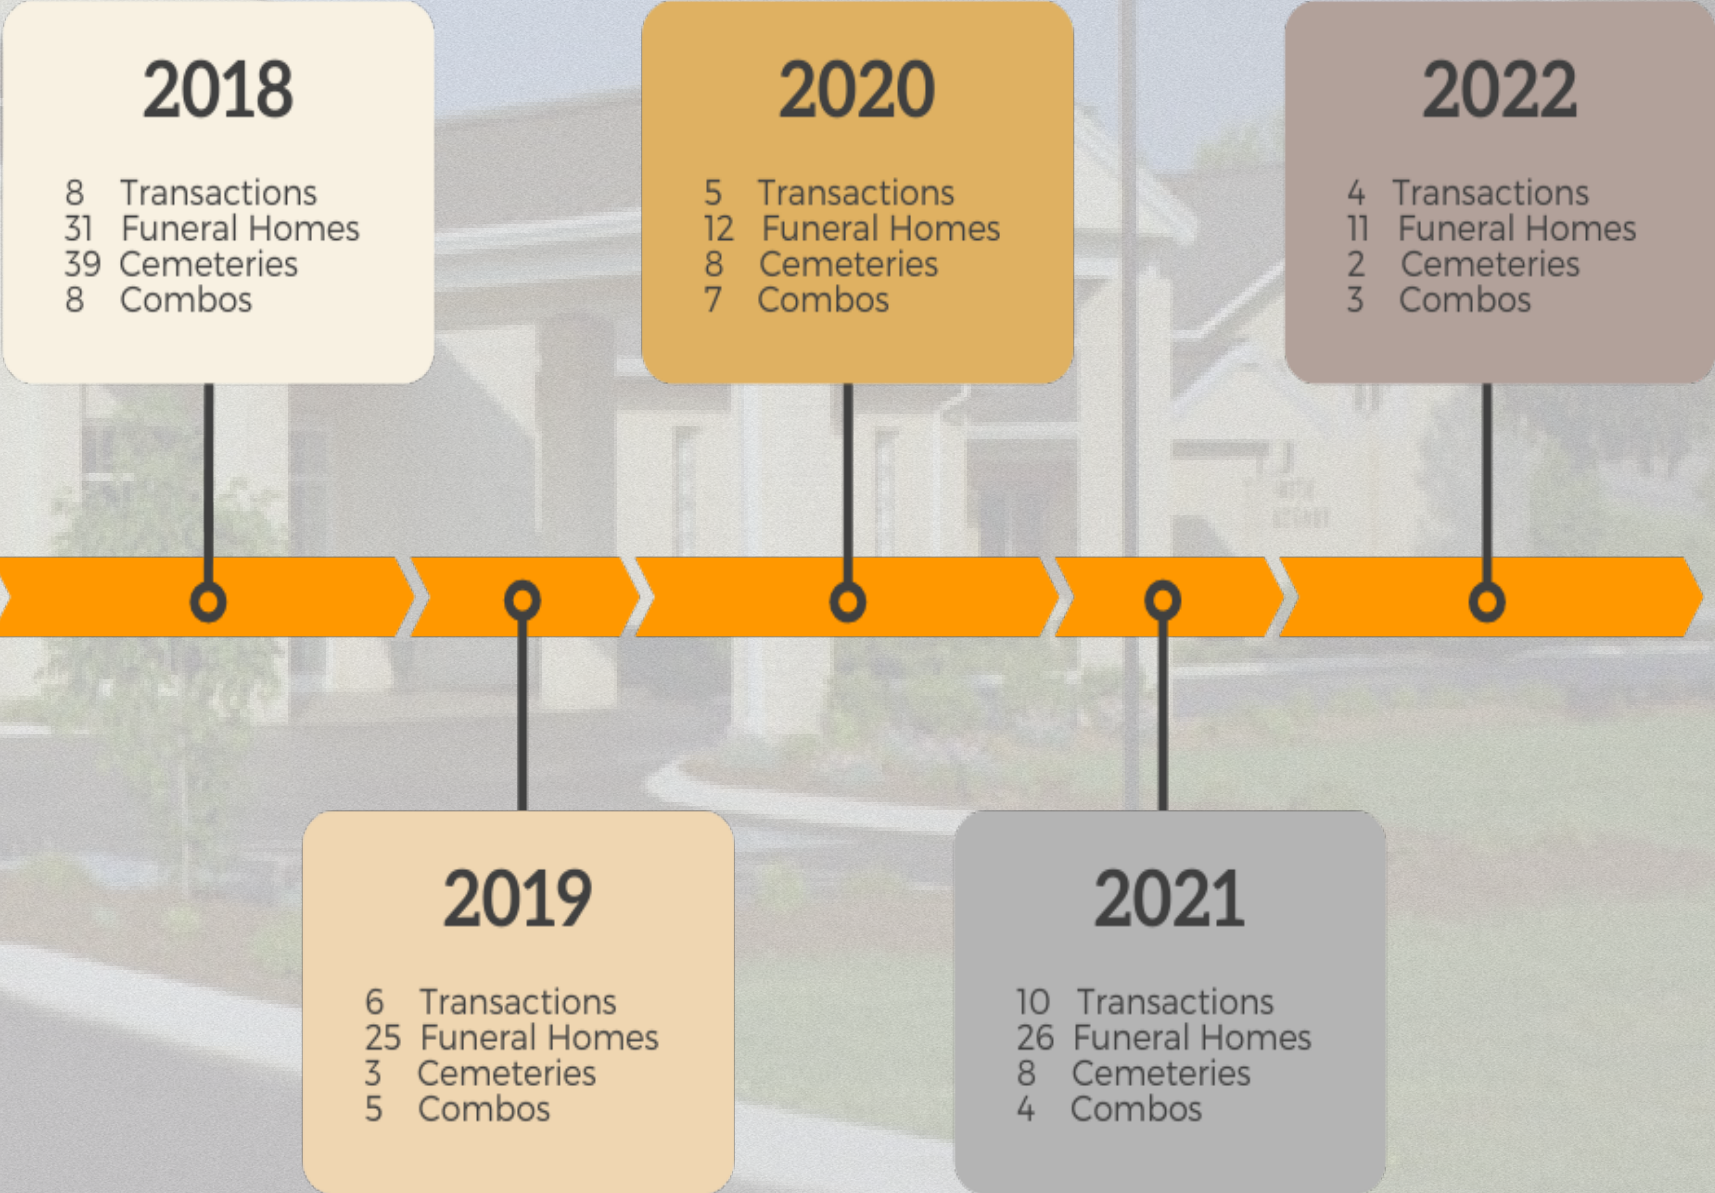 2018
8 Transactions
31 Funeral Homes
39 Cemeteries
8 Combos
2019
6 Transactions
25 Funeral Homes
3 Cemeteries
5 Combos
2020
5 Transactions
12 Funeral Homes
8 Cemeteries
7 Combos
2021
10 Transactions
26 Funeral Homes
8 Cemeteries
4 Combos
2022
4 Transactions
11 Funeral Homes
2 Cemeteries
3 Combos